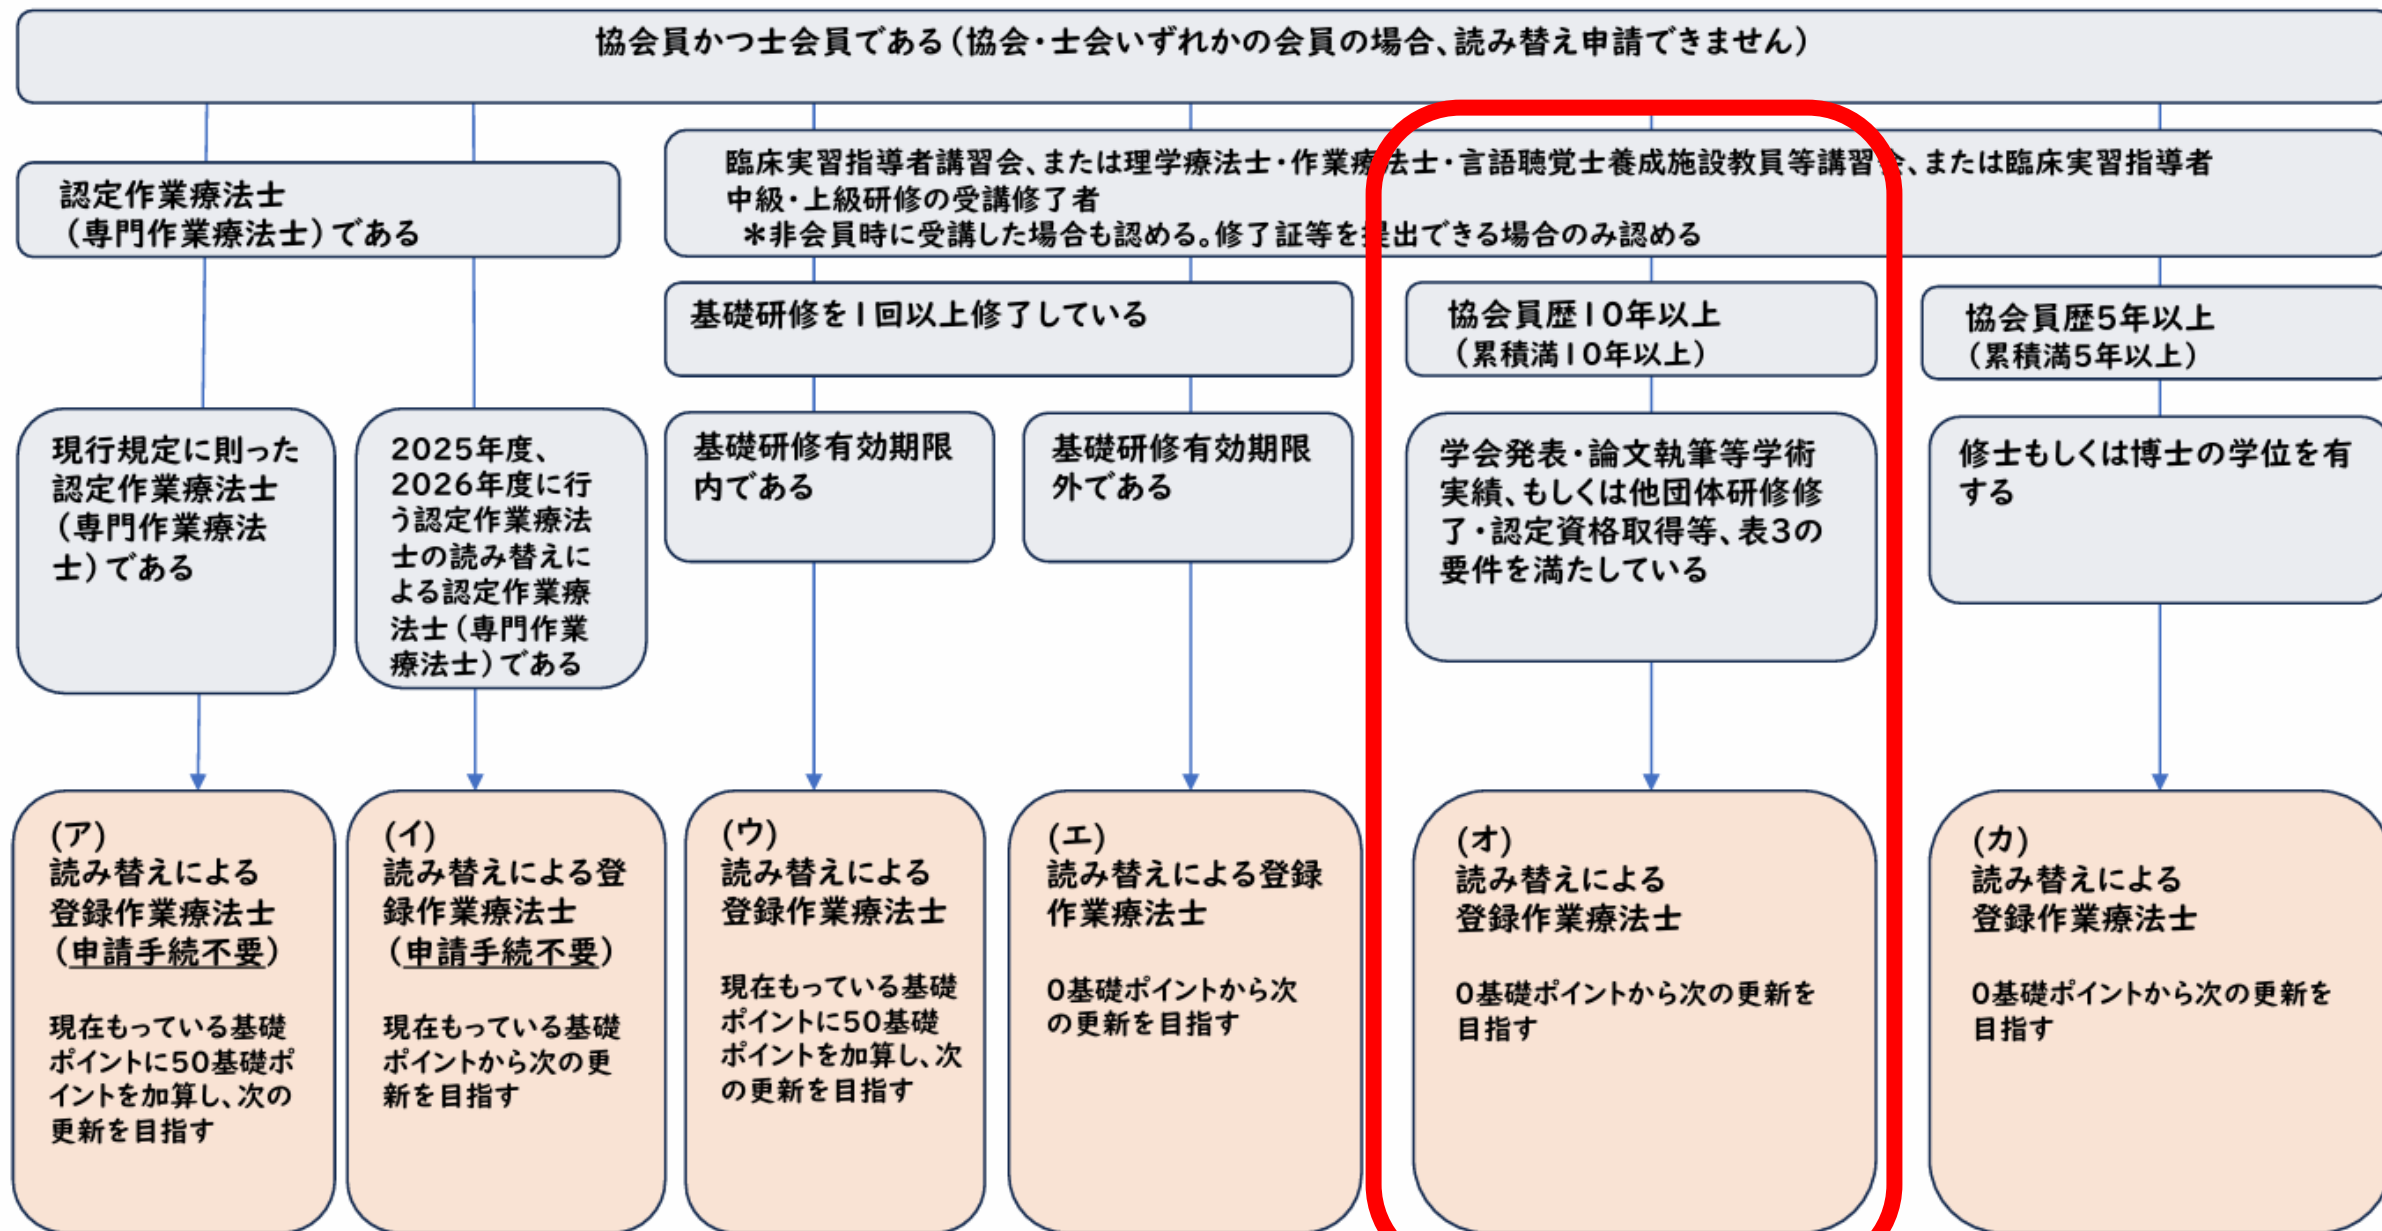 協会員かつ士会員である（協会・士会いずれかの会員の場合、読み替え申請できません）
認定作業療法士
（専門作業療法士）である
臨床実習指導者講習会、または理学療法士・作業療法士・言語聴覚士養成施設教員等講習会、または臨床実習指導者
中級・上級研修の受講修了者
＊非会員時に受講した場合も認める。修了証等を提出できる場合のみ認める
基礎研修を1回以上修了している
協会員歴10年以上
（累積満10年以上）
協会員歴5年以上
（累積満5年以上）
現行規定に則った
認定作業療法士
（専門作業療法
士）である
2025年度、
2026年度に行
う認定作業療法
士の読み替えに
よる認定作業療
法士（専門作業
療法士）である
基礎研修有効期限
内である
基礎研修有効期限
外である
学会発表・論文執筆等学術
実績、もしくは他団体研修修
了・認定資格取得等、表3の
要件を満たしている
修士もしくは博士の学位を有
する
(ア)
読み替えによる
登録作業療法士
（申請手続不要）
現在もっている基礎
ポイントに50基礎ポ
イントを加算し、次の
更新を目指す
(イ)
読み替えによる登
録作業療法士
（申請手続不要）
現在もっている基礎
ポイントから次の更
新を目指す
(ウ)
読み替えによる
登録作業療法士
現在もっている基礎
ポイントに50基礎
ポイントを加算し、次
の更新を目指す
(エ)
読み替えによる登録
作業療法士
0基礎ポイントから次
の更新を目指す
(オ)
読み替えによる
登録作業療法士
0基礎ポイントから次の更新を
目指す
(カ)
読み替えによる
登録作業療法士
0基礎ポイントから次の更新を
目指す